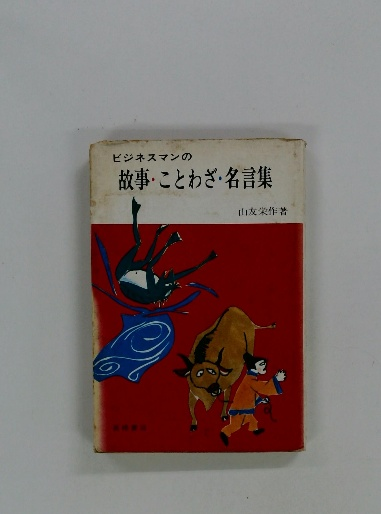 ビジネスマンの
故事・ことわざ・名言集
山友栄作著